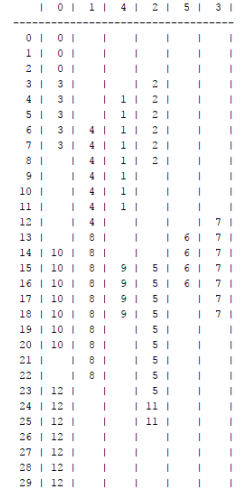 | 0 | 1 | 4 | 2 | 5 | 3 |
------------------------------
0 | 0 | | | | | |
1 | 0 | | | | | |
2 | 0 | | | | | |
3 | 3 | | | 2 | | |
4 | 3 | | 1 | 2 | | |
5 | 3 | | 1 | 2 | | |
6 | 3 | 4 | 1 | 2 | | |
7 | 3 | 4 | 1 | 2 | | |
8 | | 4 | 1 | 2 | | |
9 | | 4 | 1 | | | |
10 | | 4 | 1 | | | |
11 | | 4 | 1 | | | |
12 | | 4 | | | | 7 |
13 | | 8 | | | 6 | 7 |
14 | 10 | 8 | | | 6 | 7 |
15 | 10 | 8 | 9 | 5 | 6 | 7 |
16 | 10 | 8 | 9 | 5 | 6 | 7 |
17 | 10 | 8 | 9 | 5 | | 7 |
18 | 10 | 8 | 9 | 5 | | 7 |
19 | 10 | 8 | | 5 | | |
20 | 10 | 8 | | 5 | | |
21 | | 8 | | 5 | | |
22 | | 8 | | 5 | | |
23 | 12 | | | 5 | | |
24 | 12 | | | 11 | | |
25 | 12 | | | 11 | | |
26 | 12 | | | | | |
27 | 12 | | | | | |
28 | 12 | | | | | |
29 | 12 | | | | | |